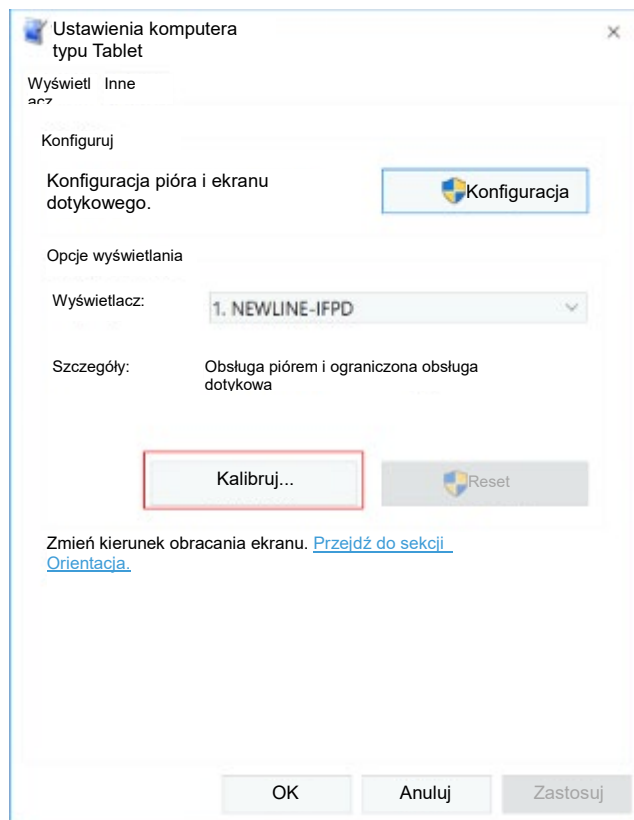 Ustawienia komputera
typu Tablet
Wyświetl Inne
acz
Konfiguruj
Konfiguracja pióra i ekranu
dotykowego.
Konfiguracja
Opcje wyświetlania
Wyświetlacz:
1. NEWLINE-IFPD
Szczegóły:
Obsługa piórem i ograniczona obsługa
dotykowa
Kalibruj...
Reset
Zmień kierunek obracania ekranu. Przejdź do sekcji
Orientacja.
OK
Anuluj
Zastosuj